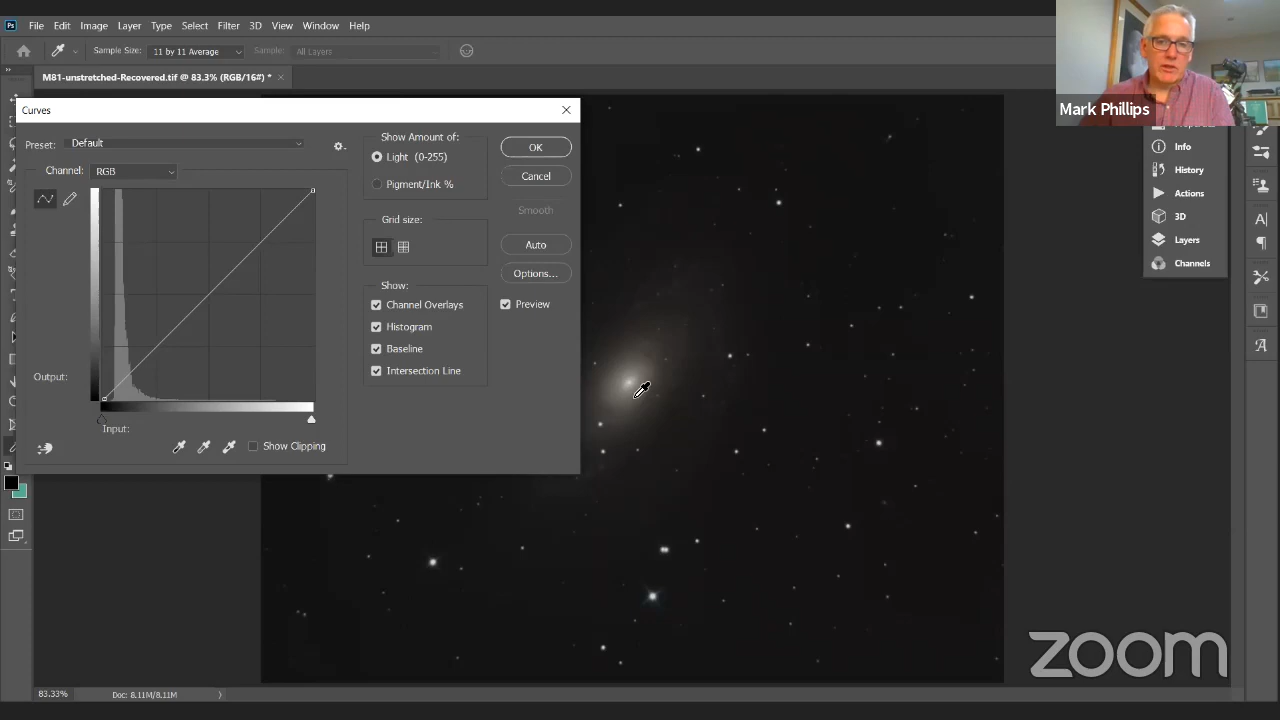 Ps File Edit Image Layer Type Select Filter 3D View Window Help
Sample Size: 11 by 11 Average Sample: All Layers
M81-unstretched-Recovered.tif @ 83.3% (RGB/16#) *
Mark Phillips
Curves
Preset: Default
Channel: RGB
Output:
Input:
Show Clipping
Show Amount of:
Light (0-255)
Pigment/Ink %
Grid size:
Show:
Channel Overlays
Histogram
Baseline
Intersection Line
OK
Cancel
Smooth
Auto
Options...
Preview
Info
History
Actions
3D
Layers
Channels
zoom
83.33% Doc: 8.11M/8.11M